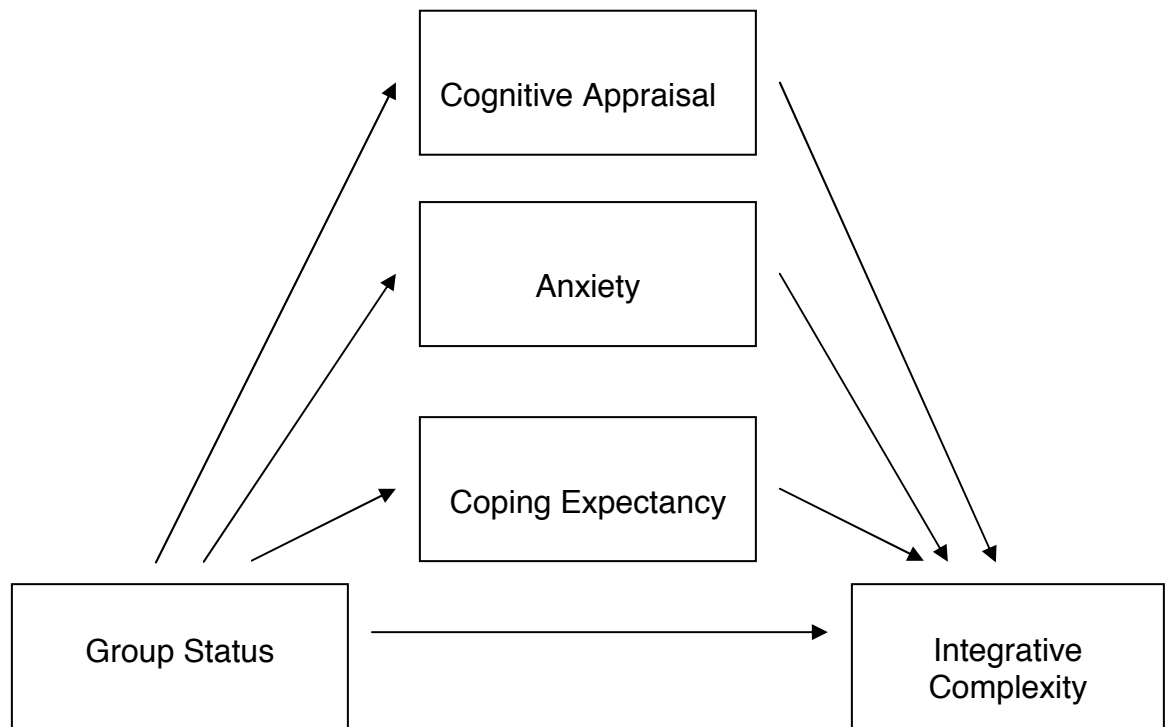 Cognitive Appraisal
Anxiety
Coping Expectancy
Group Status
Integrative
Complexity